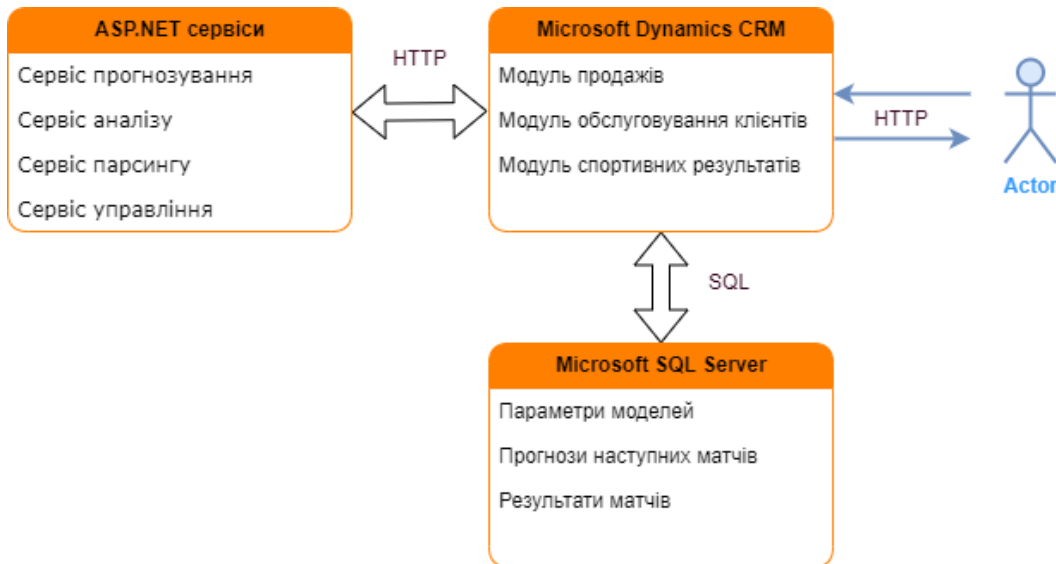 ASP.NET сервіси
Сервіс прогнозування
Сервіс аналізу
Сервіс парсингу
Сервіс управління
HTTP
Microsoft Dynamics CRM
Модуль продажів
Модуль обслуговування клієнтів
Модуль спортивних результатів
HTTP
Actor
SQL
Microsoft SQL Server
Параметри моделей
Прогнози наступних матчів
Результати матчів